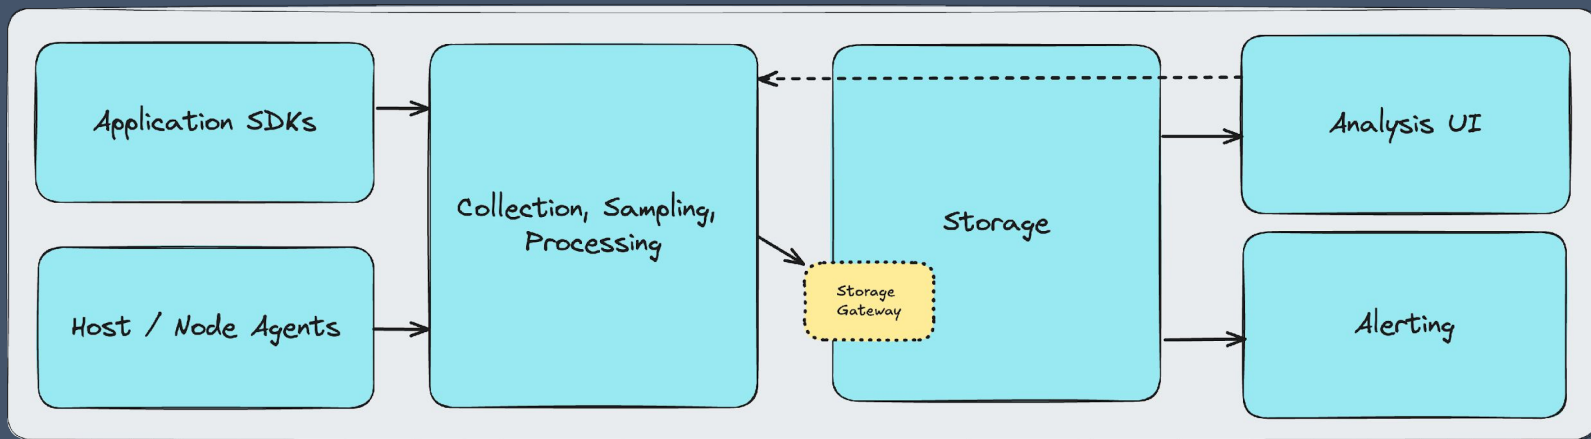 Application SDKs
Host / Node Agents
Collection, Sampling,
Processing
Storage
Gateway
Storage
Analysis UI
Alerting